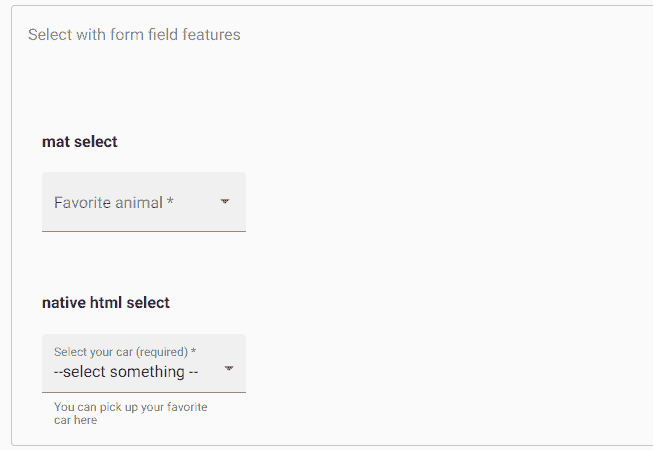 Select with form field features
mat select
Favorite animal *
native html select
Select your car (required) *
--select something --
You can pick up your favorite
car here